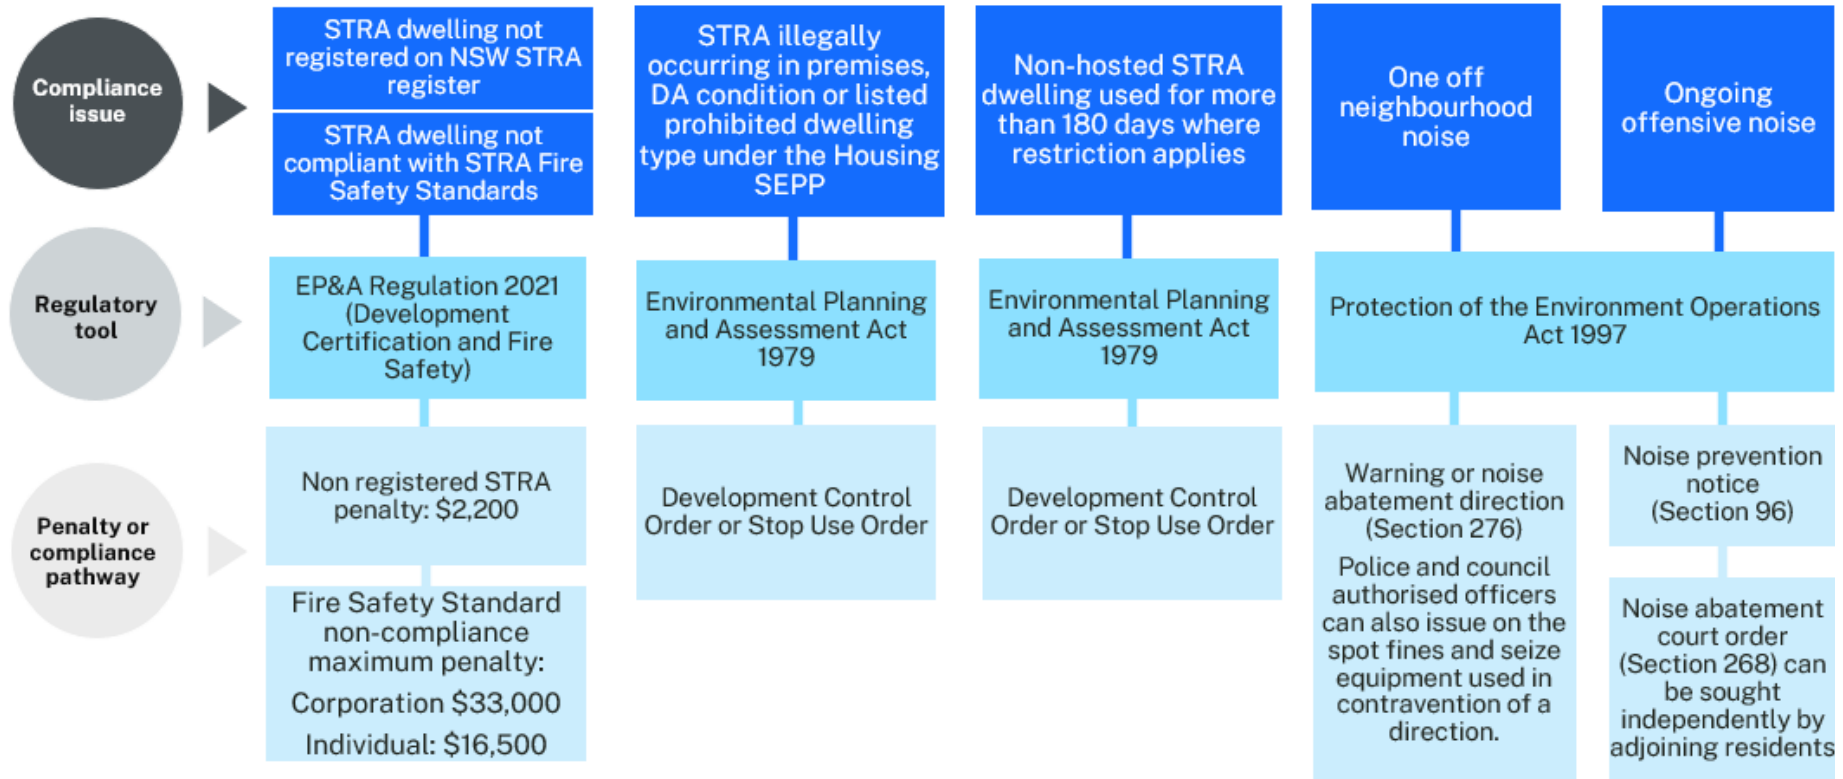 Compliance
issue
STRA dwelling not
registered on NSW STRA
register
STRA dwelling not
compliant with STRA Fire
Safety Standards
STRA illegally
occurring in premises,
DA condition or listed
prohibited dwelling
type under the Housing
SEPP
Non-hosted STRA
dwelling used for more
than 180 days where
restriction applies
One off
neighbourhood
noise
Ongoing
offensive noise
Regulatory
tool
EP&A Regulation 2021
(Development
Certification and Fire
Safety)
Environmental Planning
and Assessment Act
1979
Environmental Planning
and Assessment Act
1979
Protection of the Environment Operations
Act 1997
Penalty or
compliance
pathway
Non registered STRA
penalty: $2,200
Fire Safety Standard
non-compliance
maximum penalty:
Corporation $33,000
Individual: $16,500
Development Control
Order or Stop Use Order
Development Control
Order or Stop Use Order
Warning or noise
abatement direction
(Section 276)
Police and council
authorised officers
can also issue on the
spot fines and seize
equipment used in
contravention of a
direction.
Noise prevention
notice
(Section 96)
Noise abatement
court order
(Section 268) can
be sought
independently by
adjoining residents